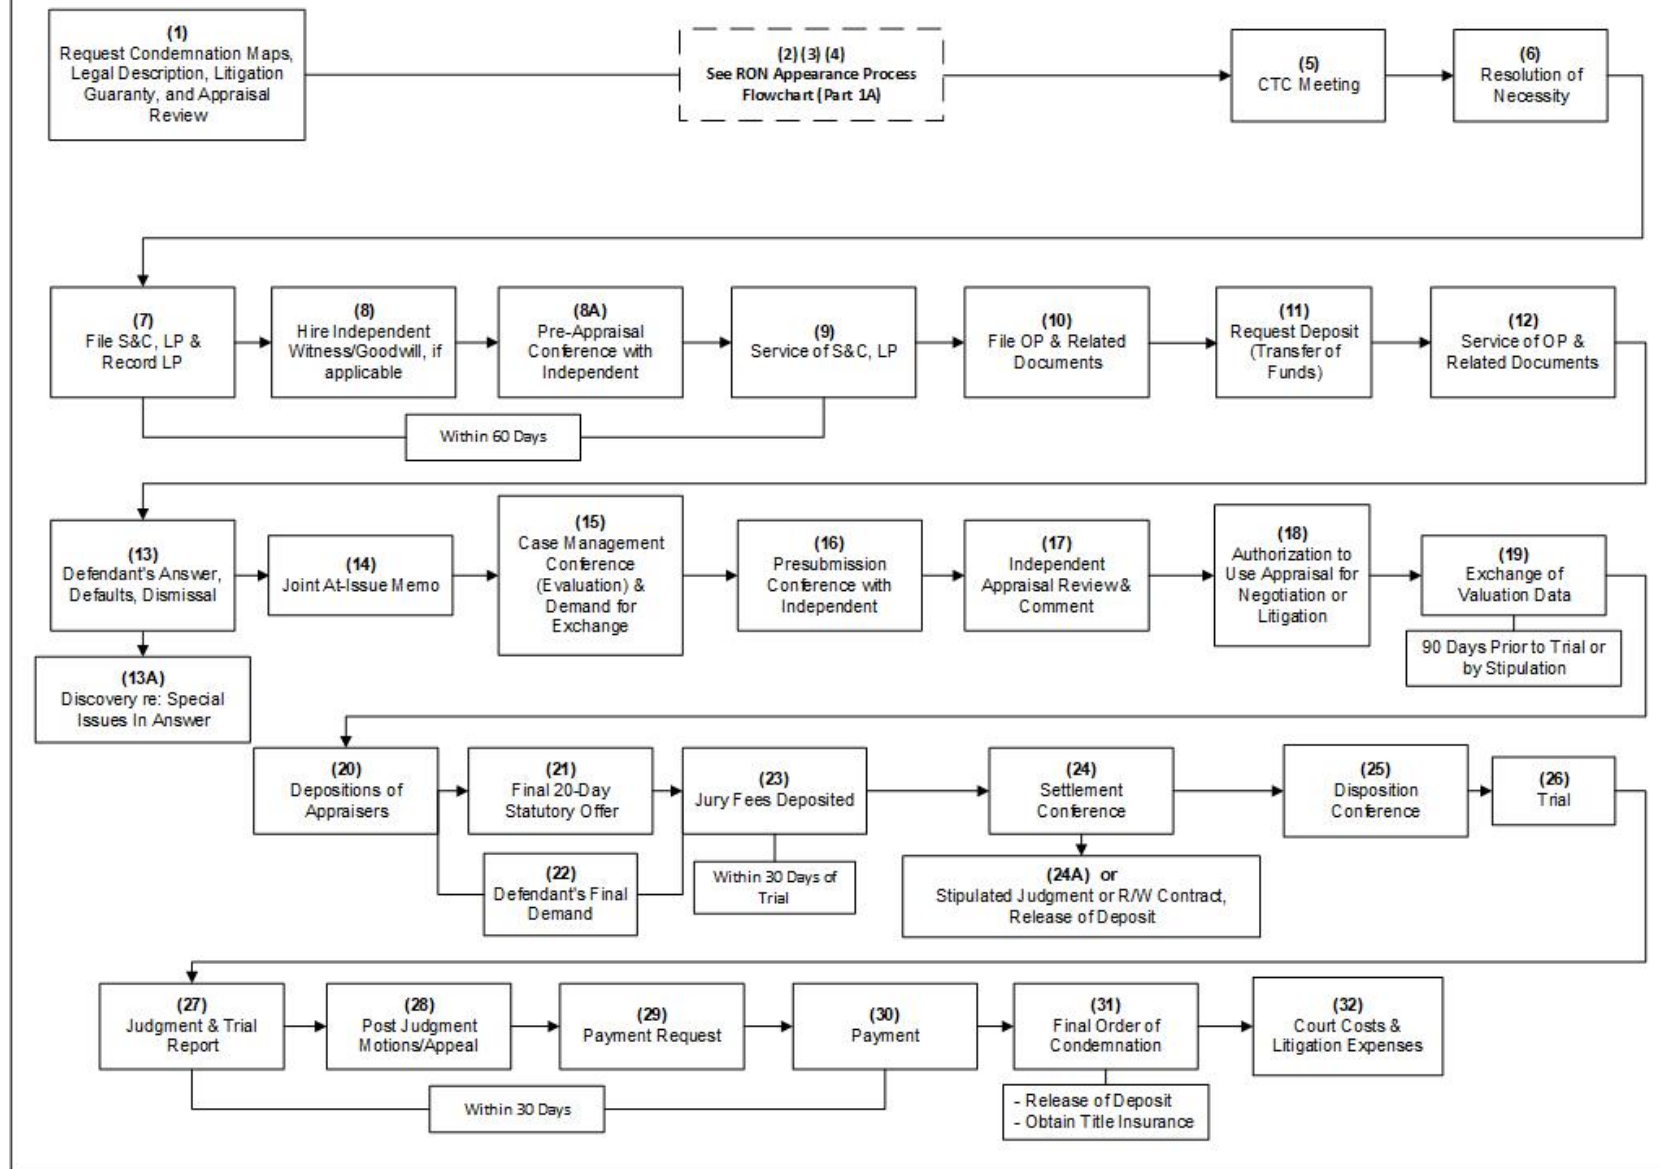 (1)
Request Condemnation Maps,
Legal Description, Litigation
Guaranty, and Appraisal
Review
(2) (3) (4)
See RON Appearance Process
Flowchart (Part 1A)
(5)
CTC Meeting
(6)
Resolution of
Necessity
(7)
File S&C, LP &
Record LP
(8)
Hire Independent
Witness/Goodwill, if
applicable
(8A)
Pre-Appraisal
Conference with
Independent
(9)
Service of S&C, LP
(10)
File OP & Related
Documents
(11)
Request Deposit
(Transfer of
Funds)
(12)
Service of OP &
Related Documents
Within 60 Days
(13)
Defendant's Answer,
Defaults, Dismissal
(14)
Joint At-Issue Memo
(15)
Case Management
Conference
(Evaluation) &
Demand for
Exchange
(16)
Presubmission
Conference with
Independent
(17)
Independent
Appraisal Review &
Comment
(18)
Authorization to
Use Appraisal for
Negotiation or
Litigation
(19)
Exchange of
Valuation Data
90 Days Prior to Trial or
by Stipulation
(13A)
Discovery re: Special
Issues In Answer
(20)
Depositions of
Appraisers
(21)
Final 20-Day
Statutory Offer
(22)
Defendant's Final
Demand
(23)
Jury Fees Deposited
Within 30 Days of
Trial
(24)
Settlement
Conference
(24A) or
Stipulated Judgment or R/W Contract,
Release of Deposit
(25)
Disposition
Conference
(26)
Trial
(27)
Judgment & Trial
Report
(28)
Post Judgment
Motions/Appeal
(29)
Payment Request
(30)
Payment
(31)
Final Order of
Condemnation
(32)
Court Costs &
Litigation Expenses
Within 30 Days
- Release of Deposit
- Obtain Title Insurance